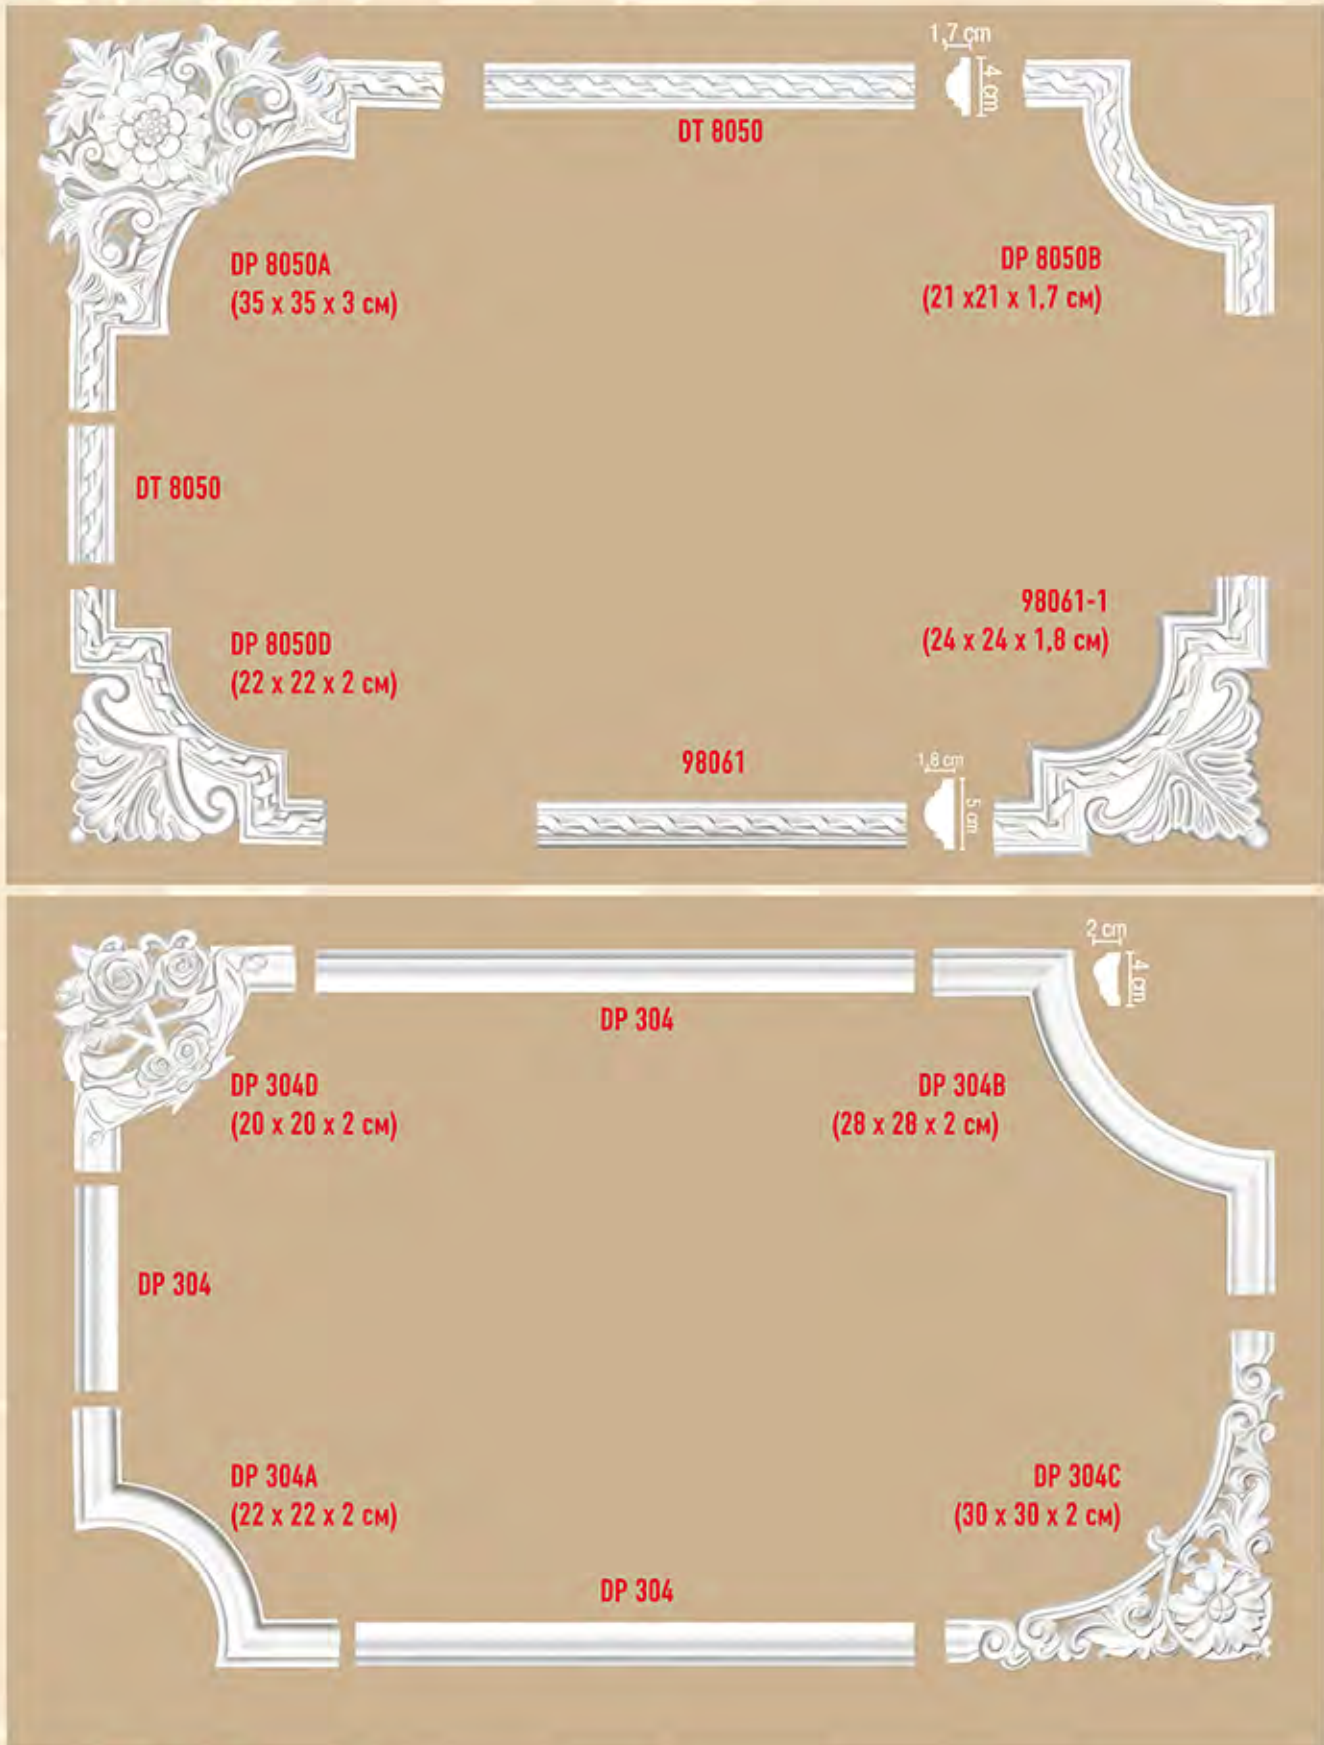 1,7 cm
4 cm
DT 8050
DP 8050A
(35 x 35 x 3 см)
DP 8050B
(21 x21 x 1.7 см)
DT 8050
DP 8050D
(22 x 22 x 2 см)
98061-1
(24 x 24 x 1,8 см)
98061
1,8 cm
5 cm
2 cm
4 cm
DP 304
DP 304D
(20 x 20 x 2 см)
DP 304B
(28 x 28 x 2 см)
DP 304
DP 304A
(22 x 22 x 2 см)
DP 304C
(30 x 30 x 2 см)
DP 304